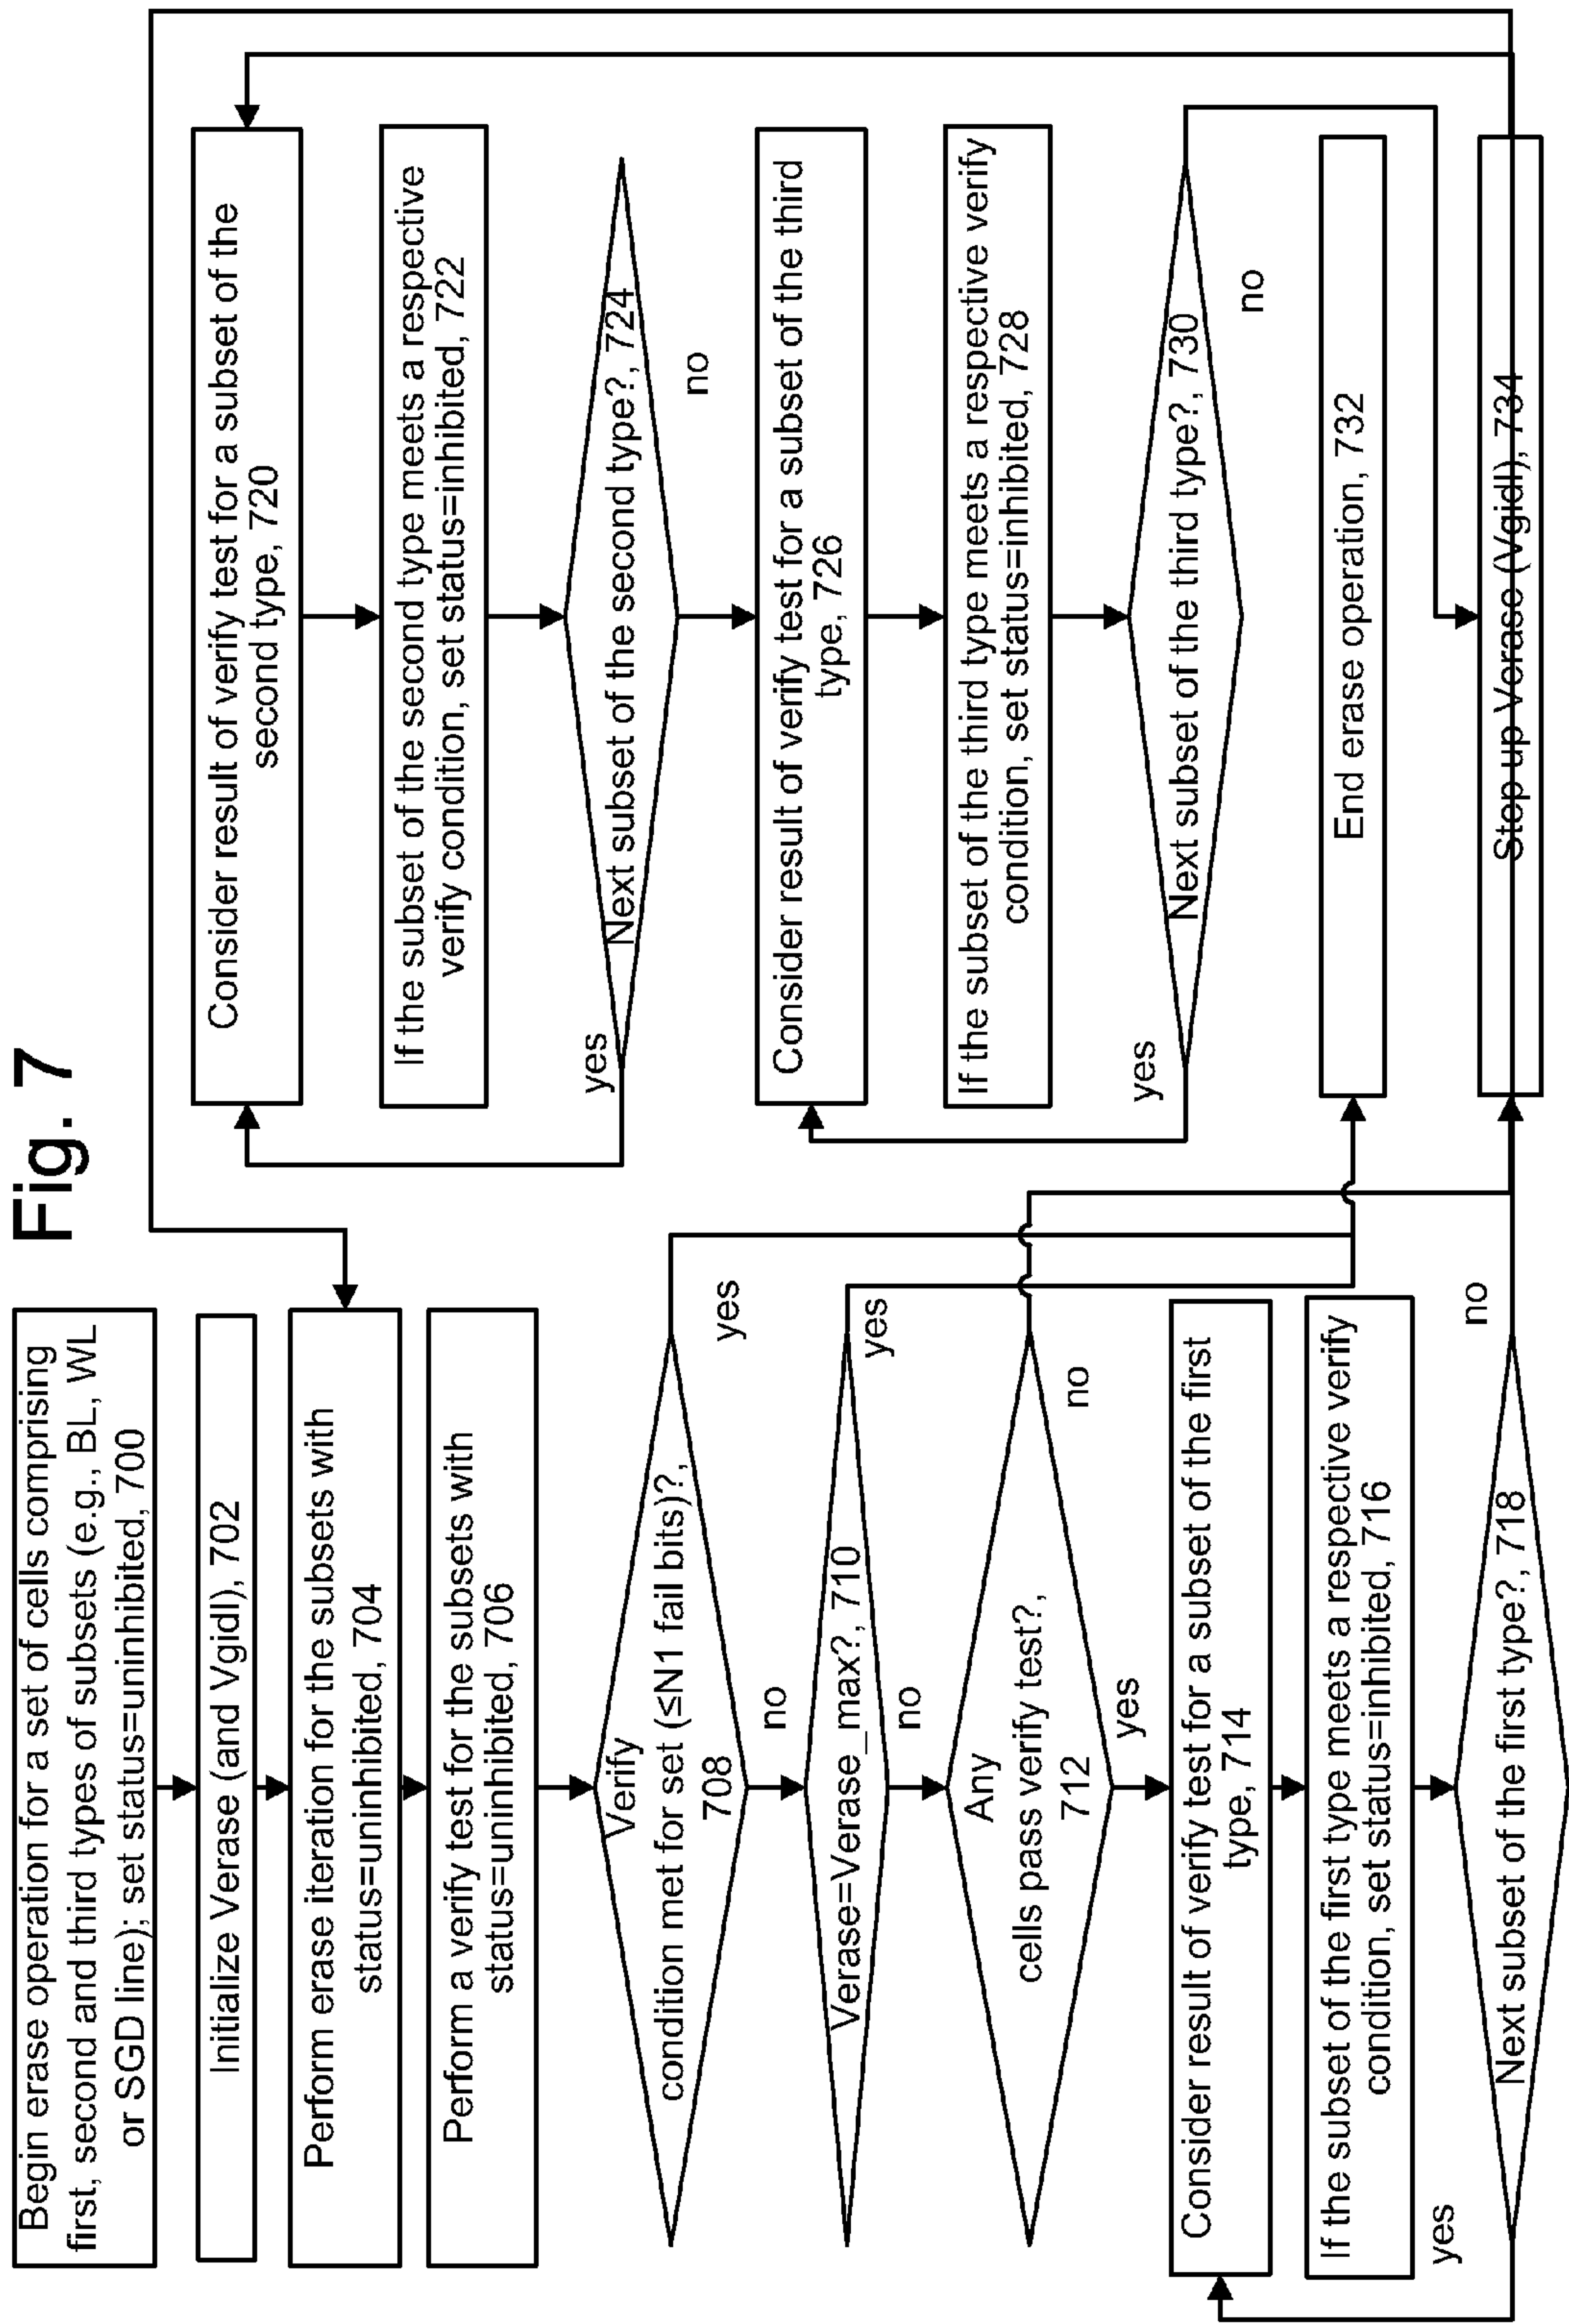 Fig. 7
Begin erase operation for a set of cells comprising
first, second and third types of subsets (e.g., BL, WL
or SGD line); set status=uninhibited, 700
Initialize Verase (and Vgidl), 702
Perform erase iteration for the subsets with
status=uninhibited, 704
Perform a verify test for the subsets with
status=uninhibited, 706
Verify
condition met for set (≤N1 fail bits)?,
708
yes
no
Verase=Verase_max?, 710
yes
no
Any
cells pass verify test?,
712
no
yes
Consider result of verify test for a subset of the first
type, 714
If the subset of the first type meets a respective verify
condition, set status=inhibited, 716
yes
Next subset of the first type?, 718
no
Consider result of verify test for a subset of the
second type, 720
If the subset of the second type meets a respective
verify condition, set status=inhibited, 722
yes
Next subset of the second type?, 724
no
Consider result of verify test for a subset of the third
type, 726
If the subset of the third type meets a respective verify
condition, set status=inhibited, 728
yes
Next subset of the third type?, 730
no
End erase operation, 732
Step up Verase (Vgidl), 734